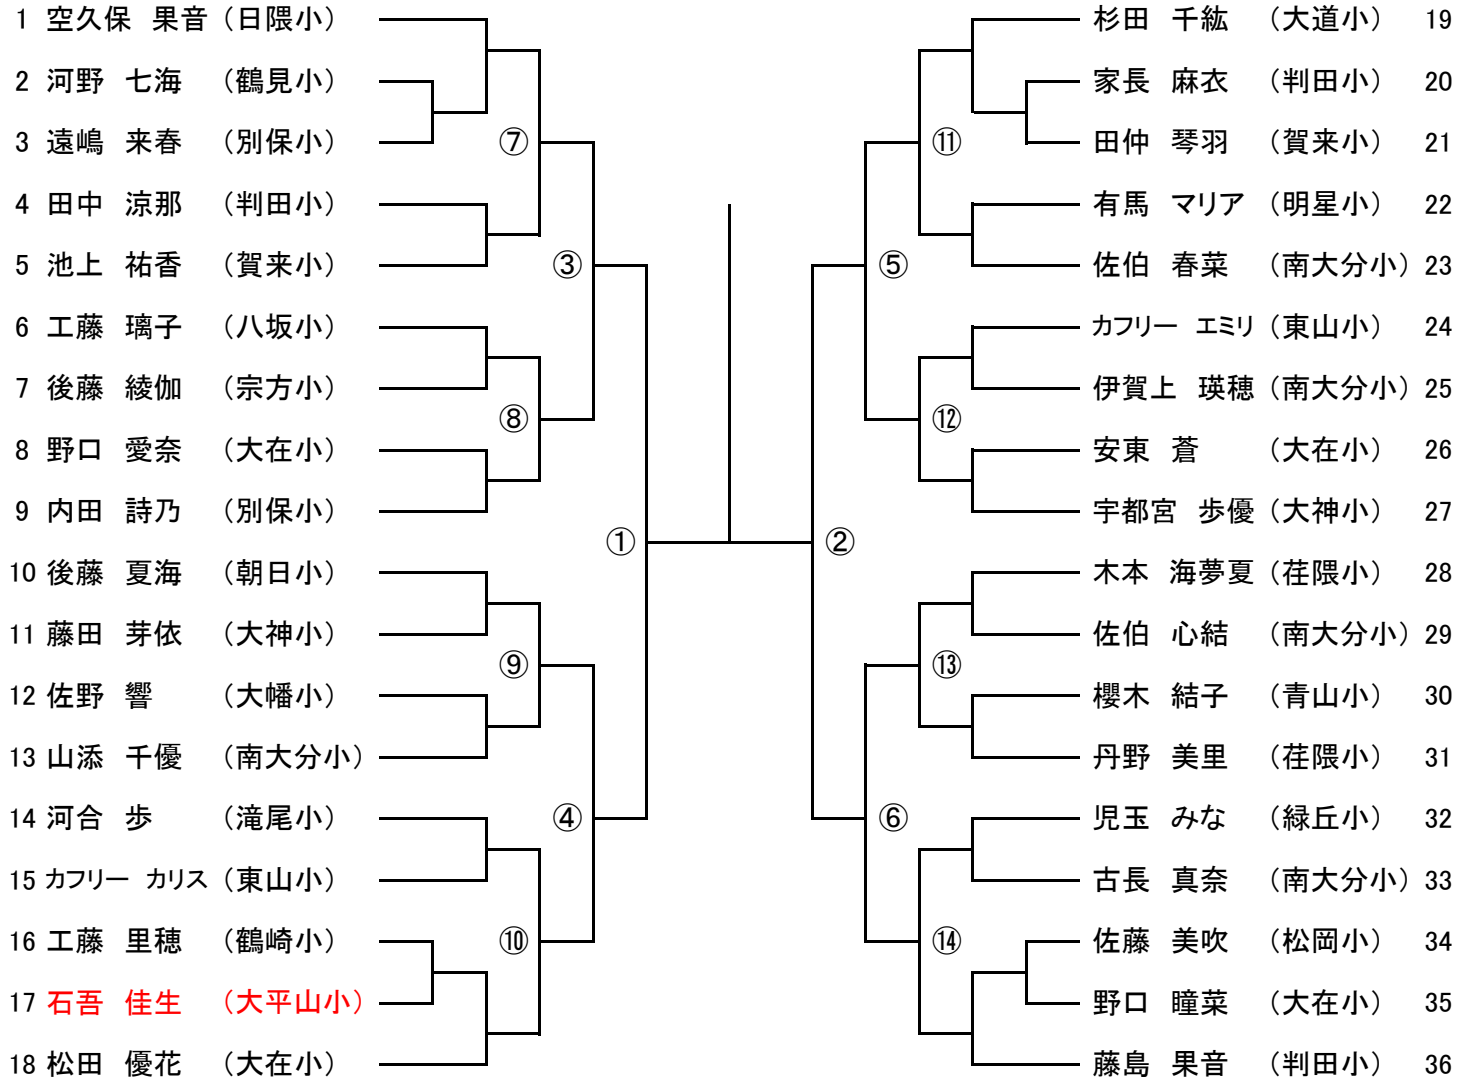 1 空久保 果音 (日隈小)
2 河野 七海 (鶴見小)
3 遠嶋 来春 (別保小)
4 田中 涼那 (判田小)
5 池上 祐香 (賀来小)
6 工藤 璃子 (八坂小)
7 後藤 綾伽 (宗方小)
8 野口 愛奈 (大在小)
9 内田 詩乃 (別保小)
10 後藤 夏海 (朝日小)
11 藤田 芽依 (大神小)
12 佐野 響 (大幡小)
13 山添 千優 (南大分小)
14 河合 歩 (滝尾小)
15 カフリー カリス (東山小)
16 工藤 里穂 (鶴崎小)
17 石吾 佳生 (大平山小)
18 松田 優花 (大在小)
⑦
③
⑧
①
⑨
④
⑩
⑪
⑤
⑫
②
⑬
⑥
⑭
杉田 千紘 (大道小) 19
家長 麻衣 (判田小) 20
田仲 琴羽 (賀来小) 21
有馬 マリア (明星小) 22
佐伯 春菜 (南大分小) 23
カフリー エミリ (東山小) 24
伊賀上 瑛穂 (南大分小) 25
安東 蒼 (大在小) 26
宇都宮 歩優 (大神小) 27
木本 海夢夏 (荏隈小) 28
佐伯 心結 (南大分小) 29
櫻木 結子 (青山小) 30
丹野 美里 (荏隈小) 31
児玉 みな (緑丘小) 32
古長 真奈 (南大分小) 33
佐藤 美吹 (松岡小) 34
野口 瞳菜 (大在小) 35
藤島 果音 (判田小) 36